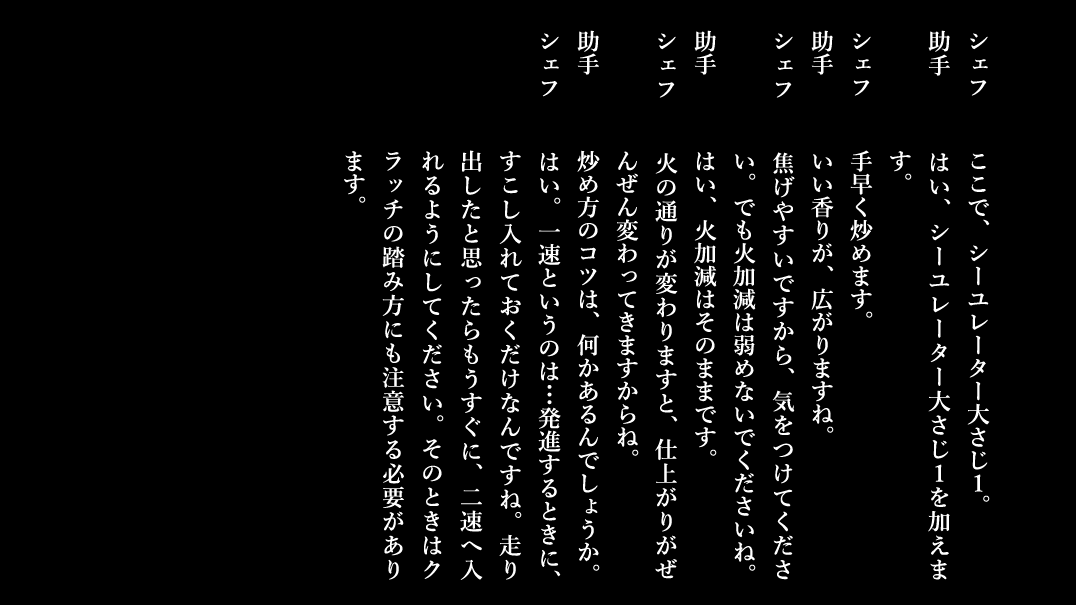 シェフ　ここで、シーユレーター大さじ1。
助手　はい、シーユレーター大さじ1を加えま
す。
シェフ　手早く炒めます。
助手　いい香りが、広がりますね。
シェフ　焦げやすいですから、気をつけてくださ
い。でも火加減は弱めないでくださいね。
助手　はい、火加減はそのままです。
シェフ　火の通りが変わりますと、仕上がりがぜ
んぜん変わってきますからね。
助手　炒め方のコツは、何かあるんでしょうか。
シェフ　はい。一速というのは…発進するときに、
すこし入れておくだけなんですね。走り
出したと思ったらもうすぐに、二速へ入
れるようにしてください。そのときはク
ラッチの踏み方にも注意する必要があり
ます。